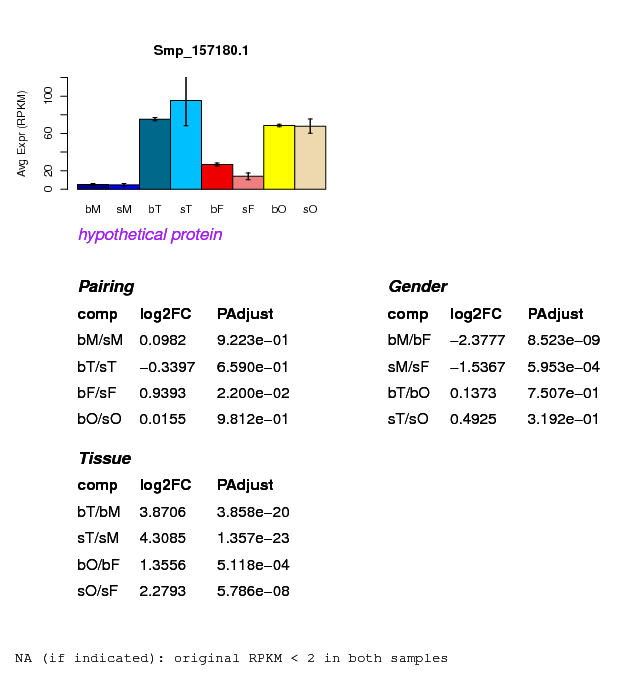 Smp_157180.1
Avg Expr (RPKM)
100
60
20
0
bM sM bT sT bF sF bO sO
hypothetical protein
Pairing
comp log2FC PAdjust
bM/sM 0.0982 9.223e−01
bT/sT −0.3397 6.590e−01
bF/sF 0.9393 2.200e−02
bO/sO 0.0155 9.812e−01
Gender
comp log2FC PAdjust
bM/bF −2.3777 8.523e−09
sM/sF −1.5367 5.953e−04
bT/bO 0.1373 7.507e−01
sT/sO 0.4925 3.192e−01
Tissue
comp log2FC PAdjust
bT/bM 3.8706 3.858e−20
sT/sM 4.3085 1.357e−23
bO/bF 1.3556 5.118e−04
sO/sF 2.2793 5.786e−08
NA (if indicated): original RPKM < 2 in both samples